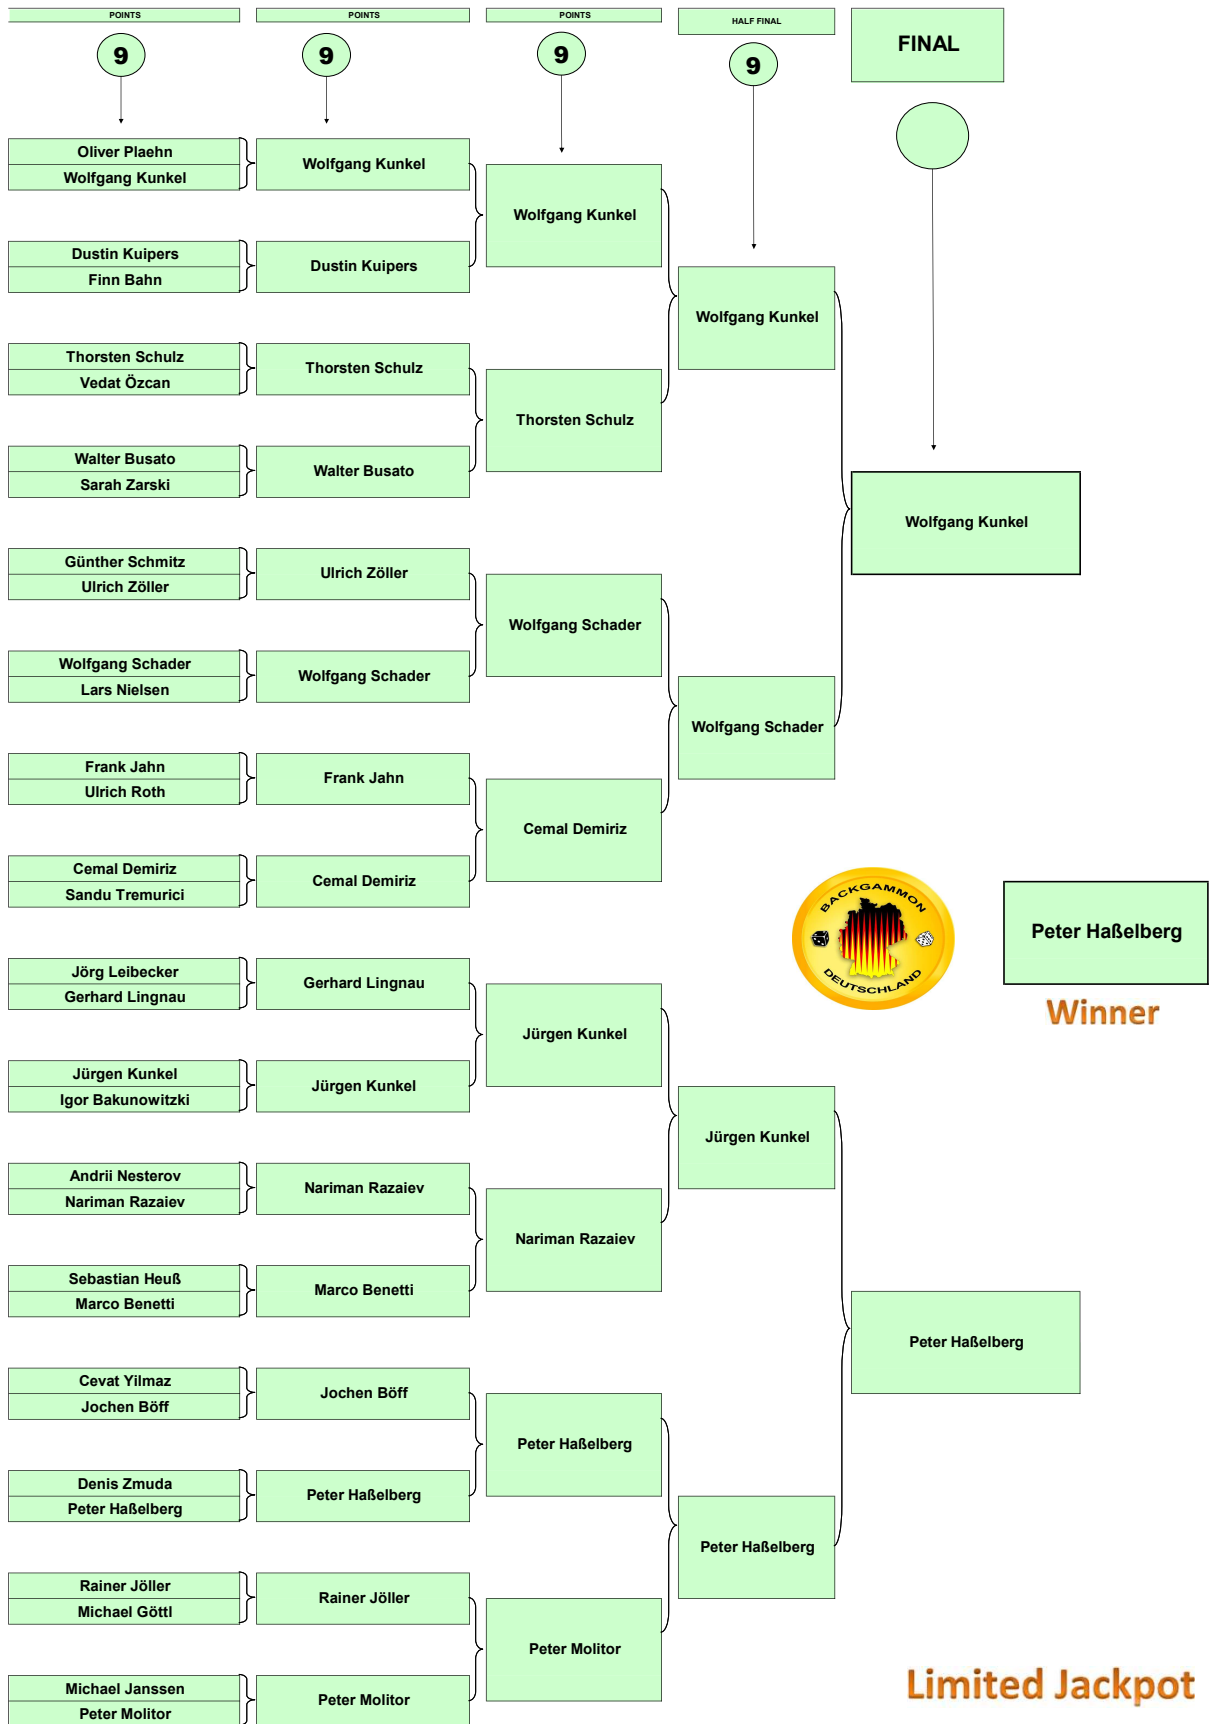 POINTS
POINTS
POINTS
HALF FINAL
FINAL
9
9
9
9
Oliver Plaehn
Wolfgang Kunkel
Dustin Kuipers
Finn Bahn
Thorsten Schulz
Vedat Özcan
Walter Busato
Sarah Zarski
Günther Schmitz
Ulrich Zöller
Wolfgang Schader
Lars Nielsen
Frank Jahn
Ulrich Roth
Cemal Demiriz
Sandu Tremurici
Jörg Leibecker
Gerhard Lingnau
Jürgen Kunkel
Igor Bakunowitzki
Andrii Nesterov
Nariman Razaiev
Sebastian Heuß
Marco Benetti
Cevat Yilmaz
Jochen Böff
Denis Zmuda
Peter Haßelberg
Rainer Jöller
Michael Göttl
Michael Janssen
Peter Molitor
Wolfgang Kunkel
Dustin Kuipers
Thorsten Schulz
Walter Busato
Ulrich Zöller
Wolfgang Schader
Frank Jahn
Cemal Demiriz
Gerhard Lingnau
Jürgen Kunkel
Nariman Razaiev
Marco Benetti
Jochen Böff
Peter Haßelberg
Rainer Jöller
Peter Molitor
Wolfgang Kunkel
Thorsten Schulz
Wolfgang Schader
Cemal Demiriz
Jürgen Kunkel
Nariman Razaiev
Peter Haßelberg
Peter Molitor
Wolfgang Kunkel
Wolfgang Schader
Jürgen Kunkel
Peter Haßelberg
Wolfgang Kunkel
Peter Haßelberg
BACKGAMMON
DEUTSCHLAND
Peter Haßelberg
Winner
Limited Jackpot